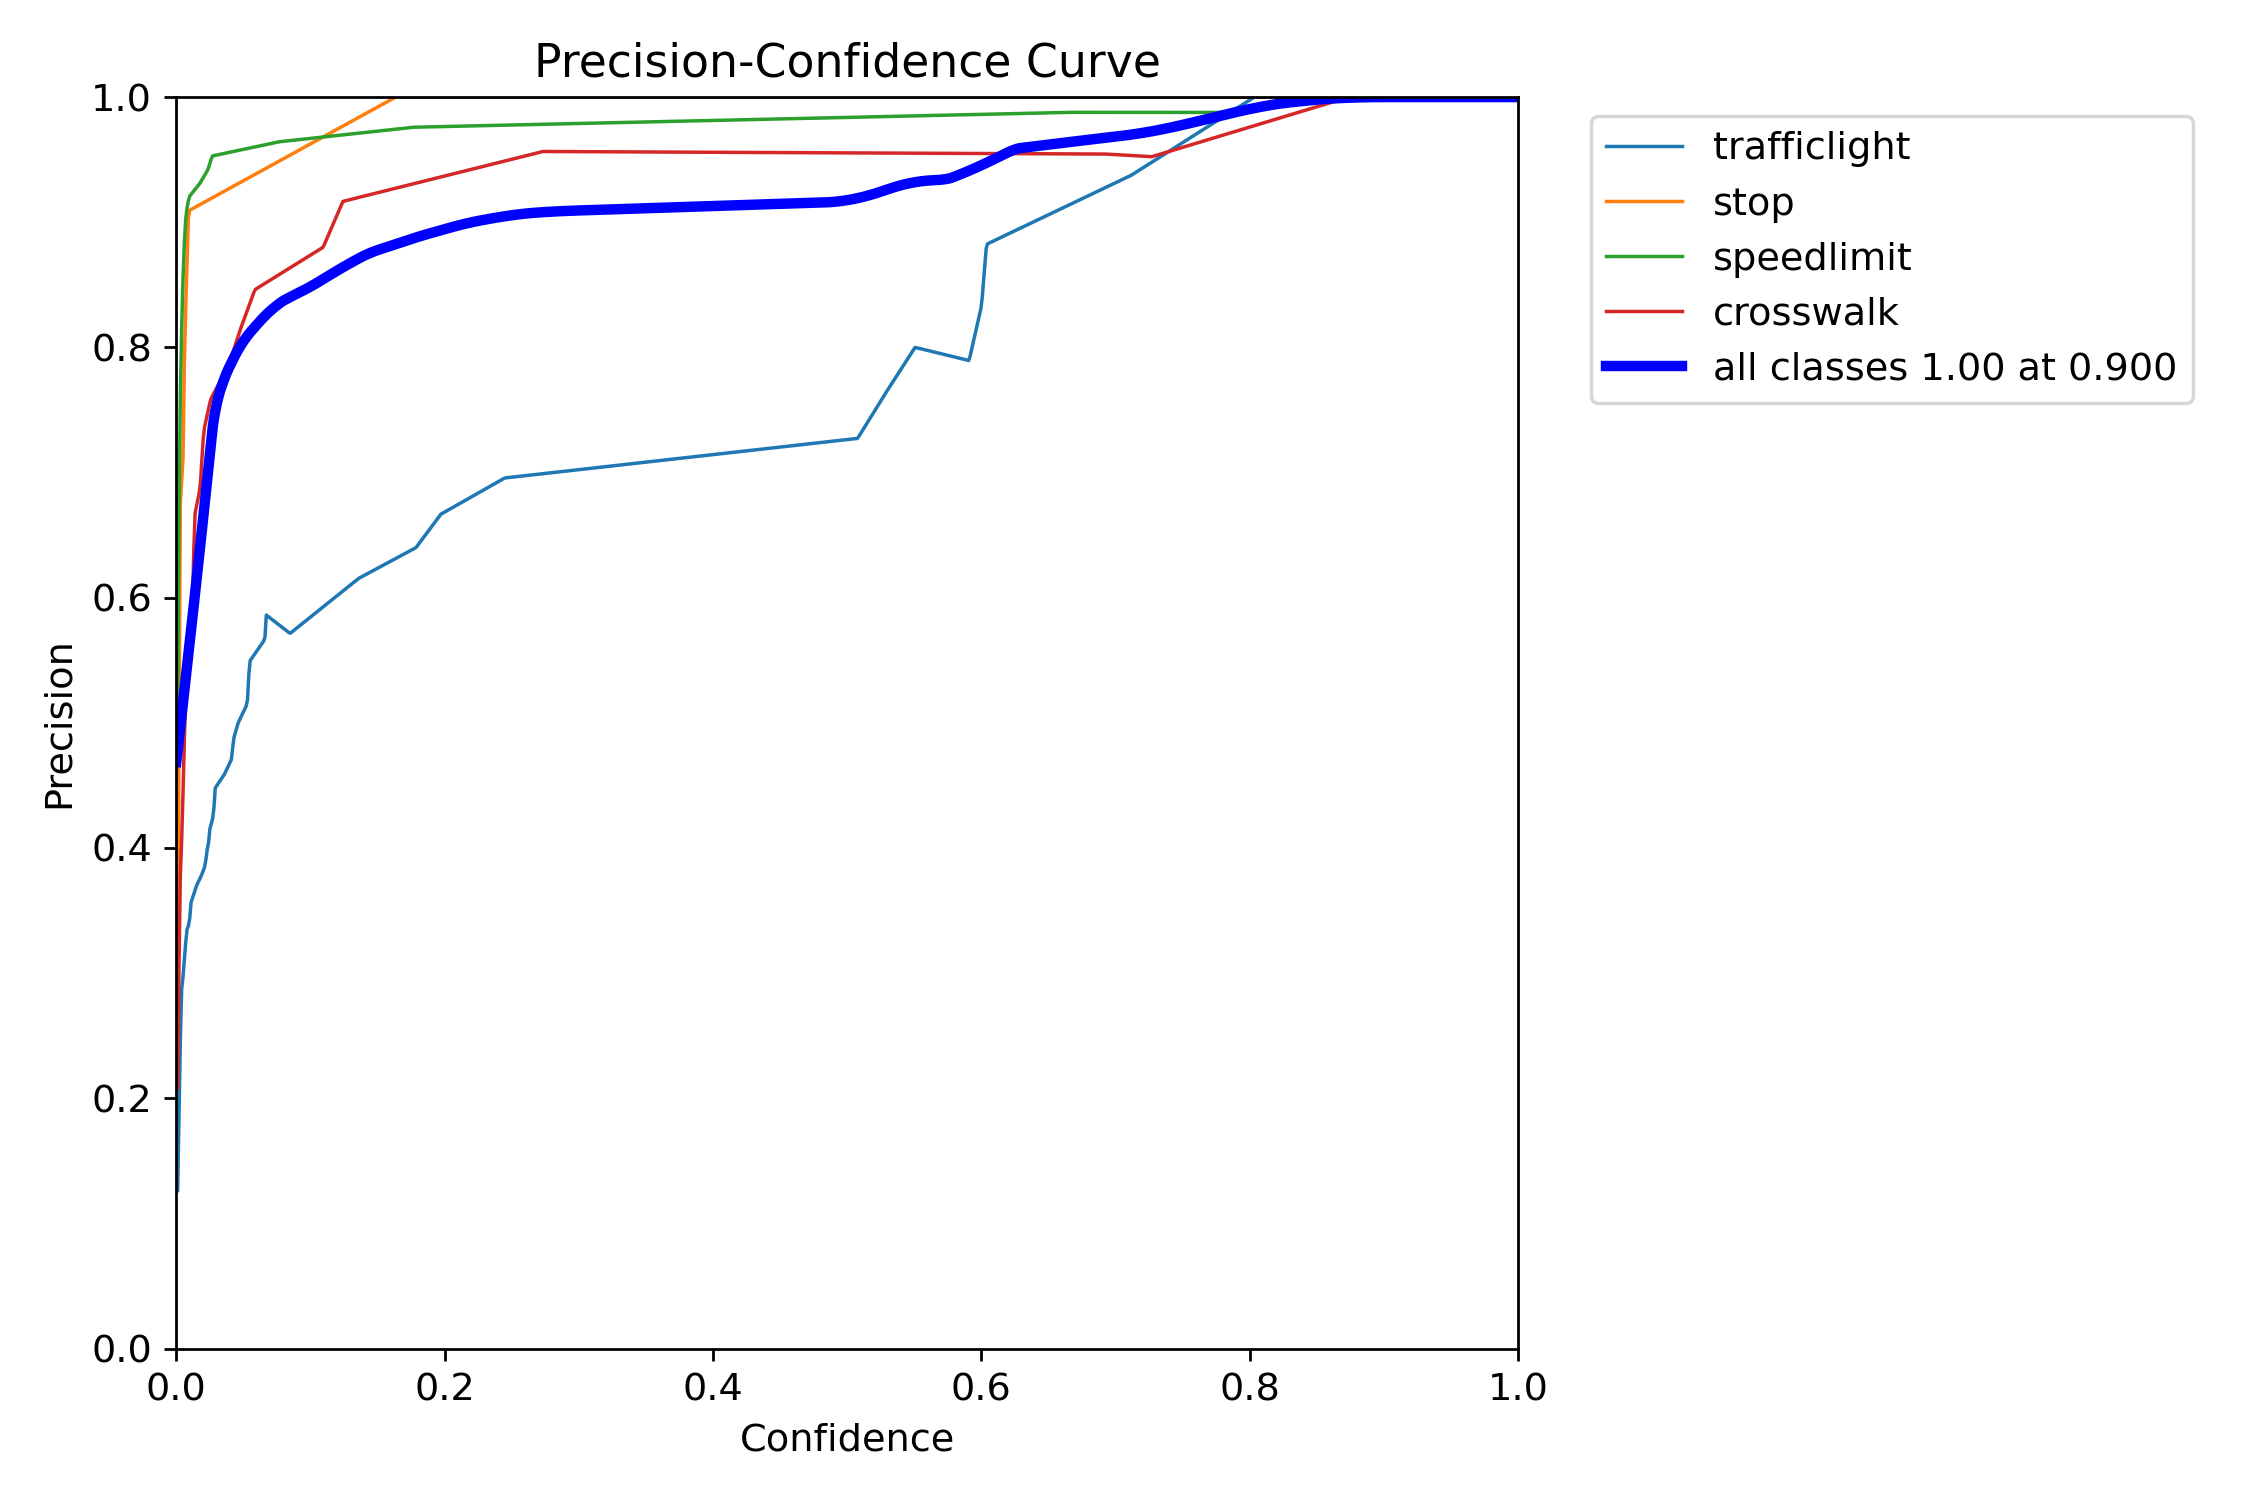 Precision-Confidence Curve
1.0
0.8
0.6
0.4
0.2
0.0
Precision
0.0 0.2 0.4 0.6 0.8 1.0
Confidence
trafficlight
stop
speedlimit
crosswalk
all classes 1.00 at 0.900